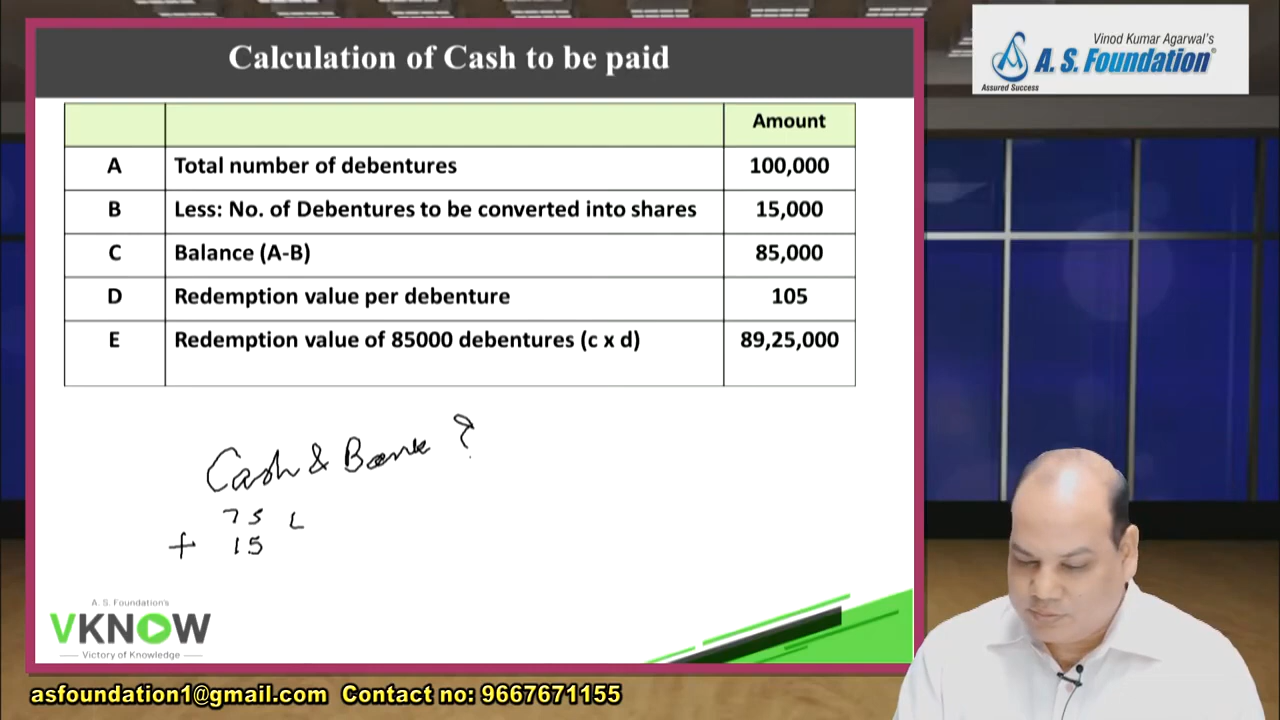 Calculation of Cash to be paid
Vinod Kumar Agarwal's
A. S. Foundation®
Assured Success
Amount
A Total number of debentures 100,000
B Less: No. of Debentures to be converted into shares 15,000
C Balance (A-B) 85,000
D Redemption value per debenture 105
E Redemption value of 85000 debentures (c x d) 89,25,000
Cash & Bank ?
75 L
+ 15
A. S. Foundation's
VKNOW
Victory of Knowledge
asfoundation1@gmail.com Contact no: 9667671155